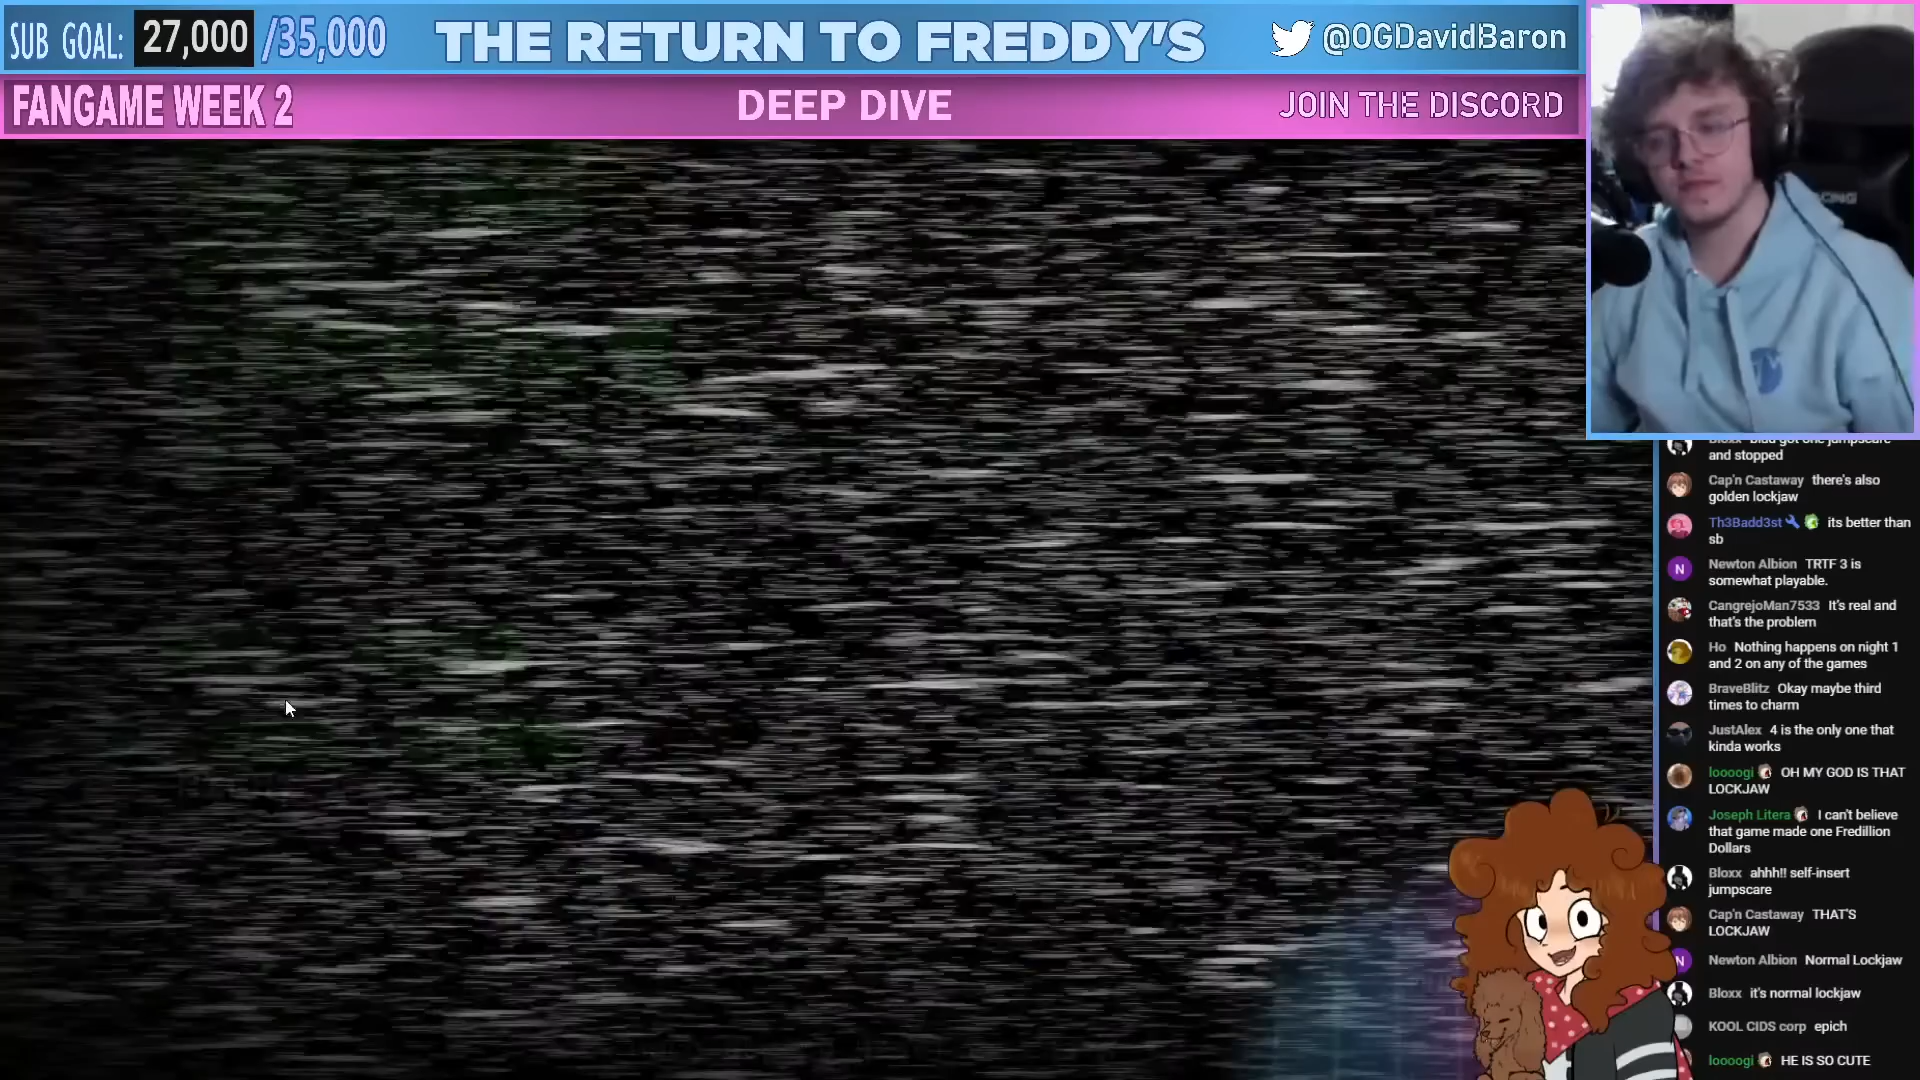 SUB GOAL: 27,000 /35,000
THE RETURN TO FREDDY'S
@OGDavidBaron
FANGAME WEEK 2
DEEP DIVE
JOIN THE DISCORD
and stopped
Cap'n Castaway there's also
golden lockjaw
Th3Badd3st its better than
sb
Newton Albion TRTF 3 is
somewhat playable.
CangrejoMan7533 It's real and
that's the problem
Ho Nothing happens on night 1
and 2 on any of the games
BraveBlitz Okay maybe third
times to charm
JustAlex 4 is the only one that
kinda works
loooogi OH MY GOD IS THAT
LOCKJAW
Joseph Litera I can't believe
that game made one Fredillion
Dollars
Bloxx ahhh!! self-insert
jumpscare
Cap'n Castaway THAT'S
LOCKJAW
Newton Albion Normal Lockjaw
Bloxx it's normal lockjaw
KOOL CIDS corp epich
loooogi HE IS SO CUTE